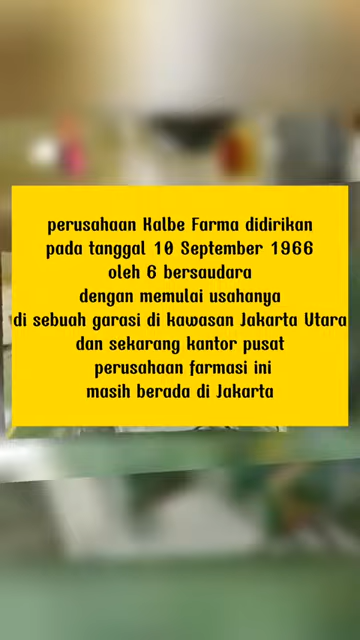 perusahaan Kalbe Farma didirikan
pada tanggal 10 September 1966
oleh 6 bersaudara
dengan memulai usahanya
di sebuah garasi di kawasan Jakarta Utara
dan sekarang kantor pusat
perusahaan farmasi ini
masih berada di Jakarta